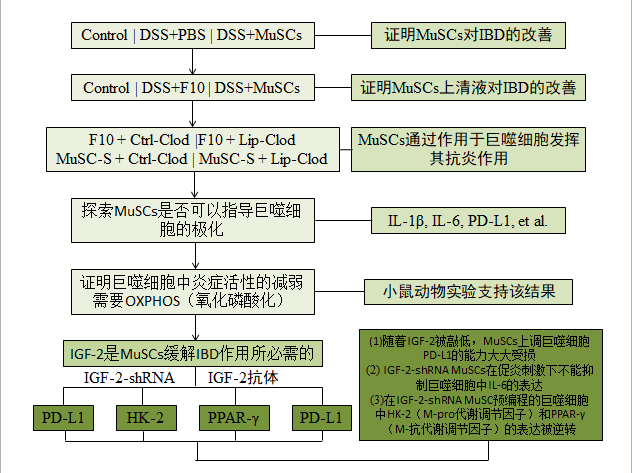 Control | DSS+PBS | DSS+MuSCs
证明MuSCs对IBD的改善
Control | DSS+F10 | DSS+MuSCs
证明MuSCs上清液对IBD的改善
F10 + Ctrl-Clod |F10 + Lip-Clod
MuSC-S + Ctrl-Clod | MuSC-S + Lip-Clod
MuSCs通过作用于巨噬细胞发挥
其抗炎作用
探索MuSCs是否可以指导巨噬细
胞的极化
IL-1β, IL-6, PD-L1, et al.
证明巨噬细胞中炎症活性的减弱
需要OXPHOS（氧化磷酸化）
小鼠动物实验支持该结果
IGF-2是MuSCs缓解IBD作用所必需的
IGF-2-shRNA
IGF-2抗体
PD-L1
HK-2
PPAR-γ
PD-L1
(1)随着IGF-2被敲低，MuSCs上调巨噬细胞
PD-L1的能力大大受损
(2) IGF-2-shRNA MuSCs在促炎刺激下不能抑
制巨噬细胞中IL-6的表达
(3)在IGF-2-shRNA MuSC预编程的巨噬细胞
中HK-2（M-pro代谢调节因子）和PPAR-γ
（M-抗代谢调节因子）的表达被逆转